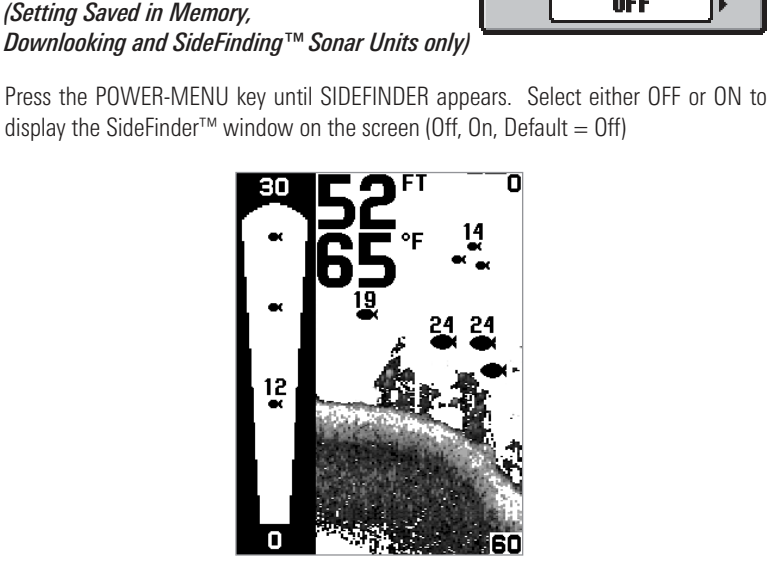 (Setting Saved in Memory,
OFF
Downlooking and SideFinding™ Sonar Units only)
Press the POWER-MENU key until SIDEFINDER appears. Select either OFF or ON to
display the SideFinder™ window on the screen (Off, On, Default = Off)
30
52 FT
0
65 °F
14
19
24 24
12
0
60